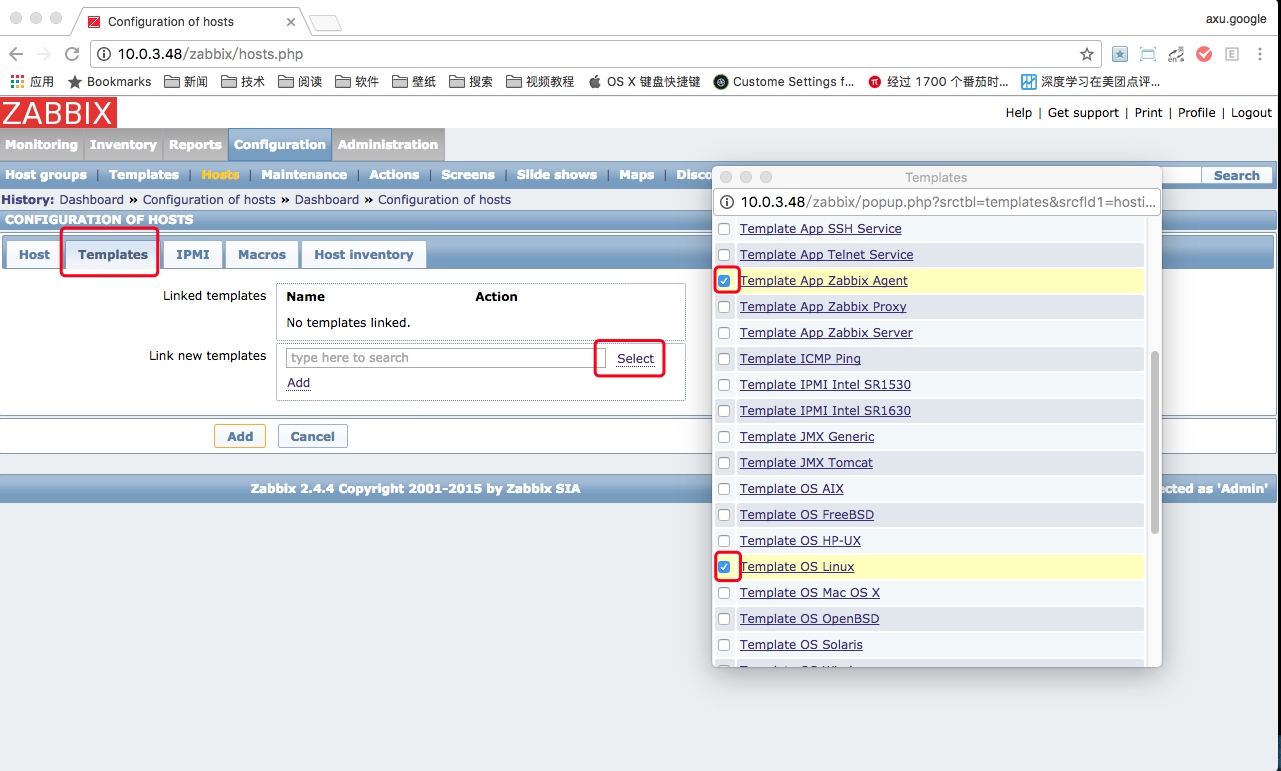 Configuration of hosts
axu.google
10.0.3.48/zabbix/hosts.php
应用 Bookmarks 新闻 技术 阅读 软件 壁纸 搜索 视频教程 OS X 键盘快捷键 Custome Settings f... 经过 1700 个番茄时... 深度学习在美团点评...
ZABBIX
Help | Get support | Print | Profile | Logout
Monitoring Inventory Reports Configuration Administration
Host groups | Templates | Hosts | Maintenance | Actions | Screens | Slide shows | Maps | Disco
Search
History: Dashboard » Configuration of hosts » Dashboard » Configuration of hosts
CONFIGURATION OF HOSTS
Host Templates IPMI Macros Host inventory
Linked templates
Name Action
No templates linked.
Link new templates
type here to search
Select
Add
Add Cancel
Zabbix 2.4.4 Copyright 2001-2015 by Zabbix SIA
ected as 'Admin'
Templates
10.0.3.48/zabbix/popup.php?srctbl=templates&srcfld1=hosti...
Template App SSH Service
Template App Telnet Service
Template App Zabbix Agent
Template App Zabbix Proxy
Template App Zabbix Server
Template ICMP Ping
Template IPMI Intel SR1530
Template IPMI Intel SR1630
Template JMX Generic
Template JMX Tomcat
Template OS AIX
Template OS FreeBSD
Template OS HP-UX
Template OS Linux
Template OS Mac OS X
Template OS OpenBSD
Template OS Solaris